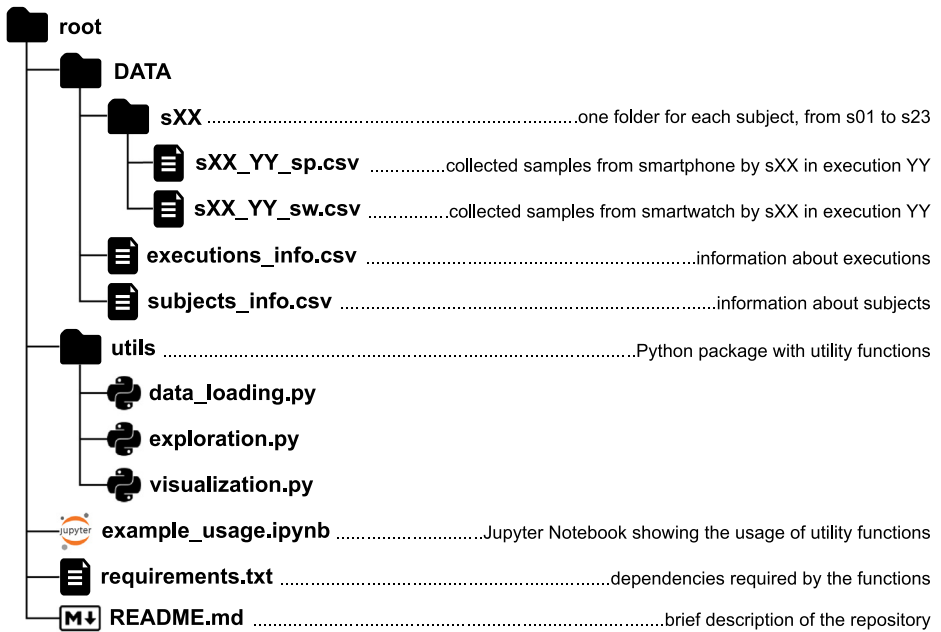 root
DATA
sXX ........................................................one folder for each subject, from s01 to s23
sXX_YY_sp.csv .............collected samples from smartphone by sXX in execution YY
sXX_YY_sw.csv ..............collected samples from smartwatch by sXX in execution YY
executions_info.csv ..................................................information about executions
subjects_info.csv ..........................................................information about subjects
utils ........................................................................Python package with utility functions
data_loading.py
exploration.py
visualization.py
jupyter example_usage.ipynb .....................Jupyter Notebook showing the usage of utility functions
requirements.txt ..................................................dependencies required by the functions
M README.md ..............................................................brief description of the repository